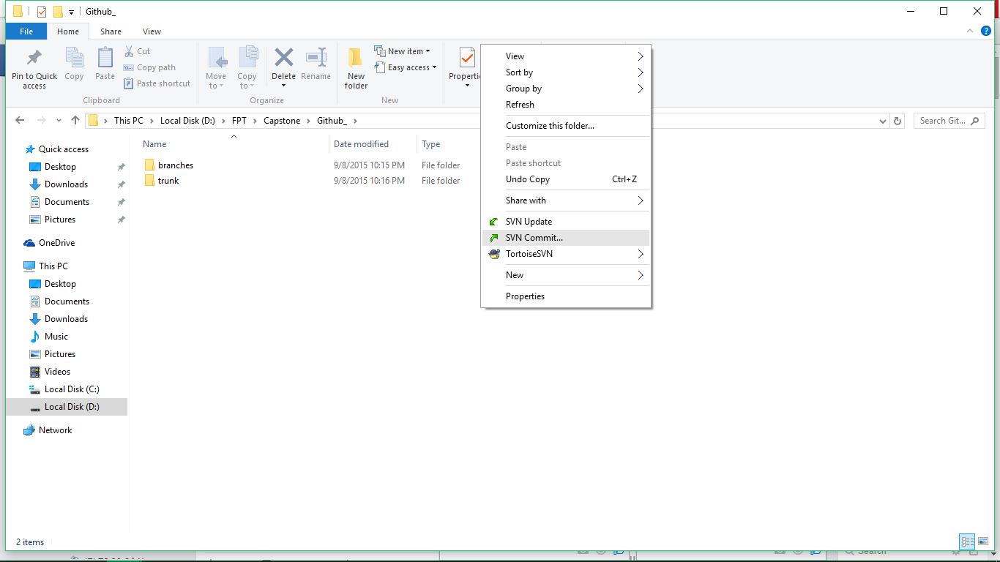 Github_
File Home Share View
Pin to Quick access
Copy
Paste
Cut
Copy path
Paste shortcut
Clipboard
Move to
Copy to
Delete
Rename
Organize
New folder
New item
Easy access
New
Properti
This PC Local Disk (D:) FPT Capstone Github_
Search Git...
Quick access
Desktop
Downloads
Documents
Pictures
OneDrive
This PC
Desktop
Documents
Downloads
Music
Pictures
Videos
Local Disk (C:)
Local Disk (D:)
Network
Name Date modified Type
branches 9/8/2015 10:15 PM File folder
trunk 9/8/2015 10:16 PM File folder
View
Sort by
Group by
Refresh
Customize this folder...
Paste
Paste shortcut
Undo Copy Ctrl+Z
Share with
SVN Update
SVN Commit...
TortoiseSVN
New
Properties
2 items
Search